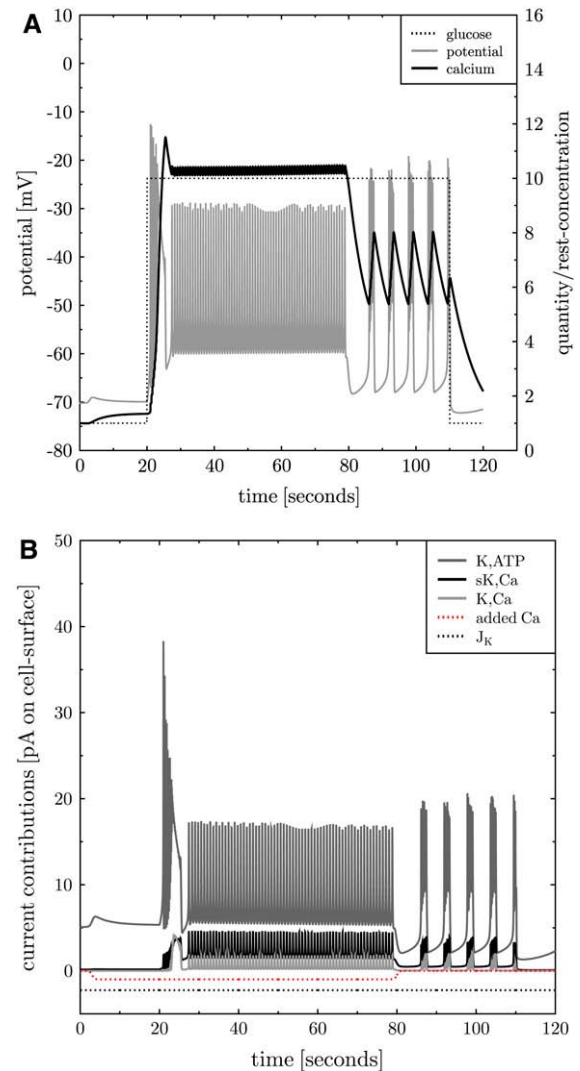 A
10
0
-10
-20
-30
-40
-50
-60
-70
-80
potential [mV]
16
14
12
10
8
6
4
2
0
quantity/rest-concentration
glucose
potential
calcium
0
20
40
60
80
100
120
time [seconds]
B
50
40
30
20
10
0
current contributions [pA on cell-surface]
K,ATP
sK,Ca
K,Ca
added Ca
J_K
0
20
40
60
80
100
120
time [seconds]